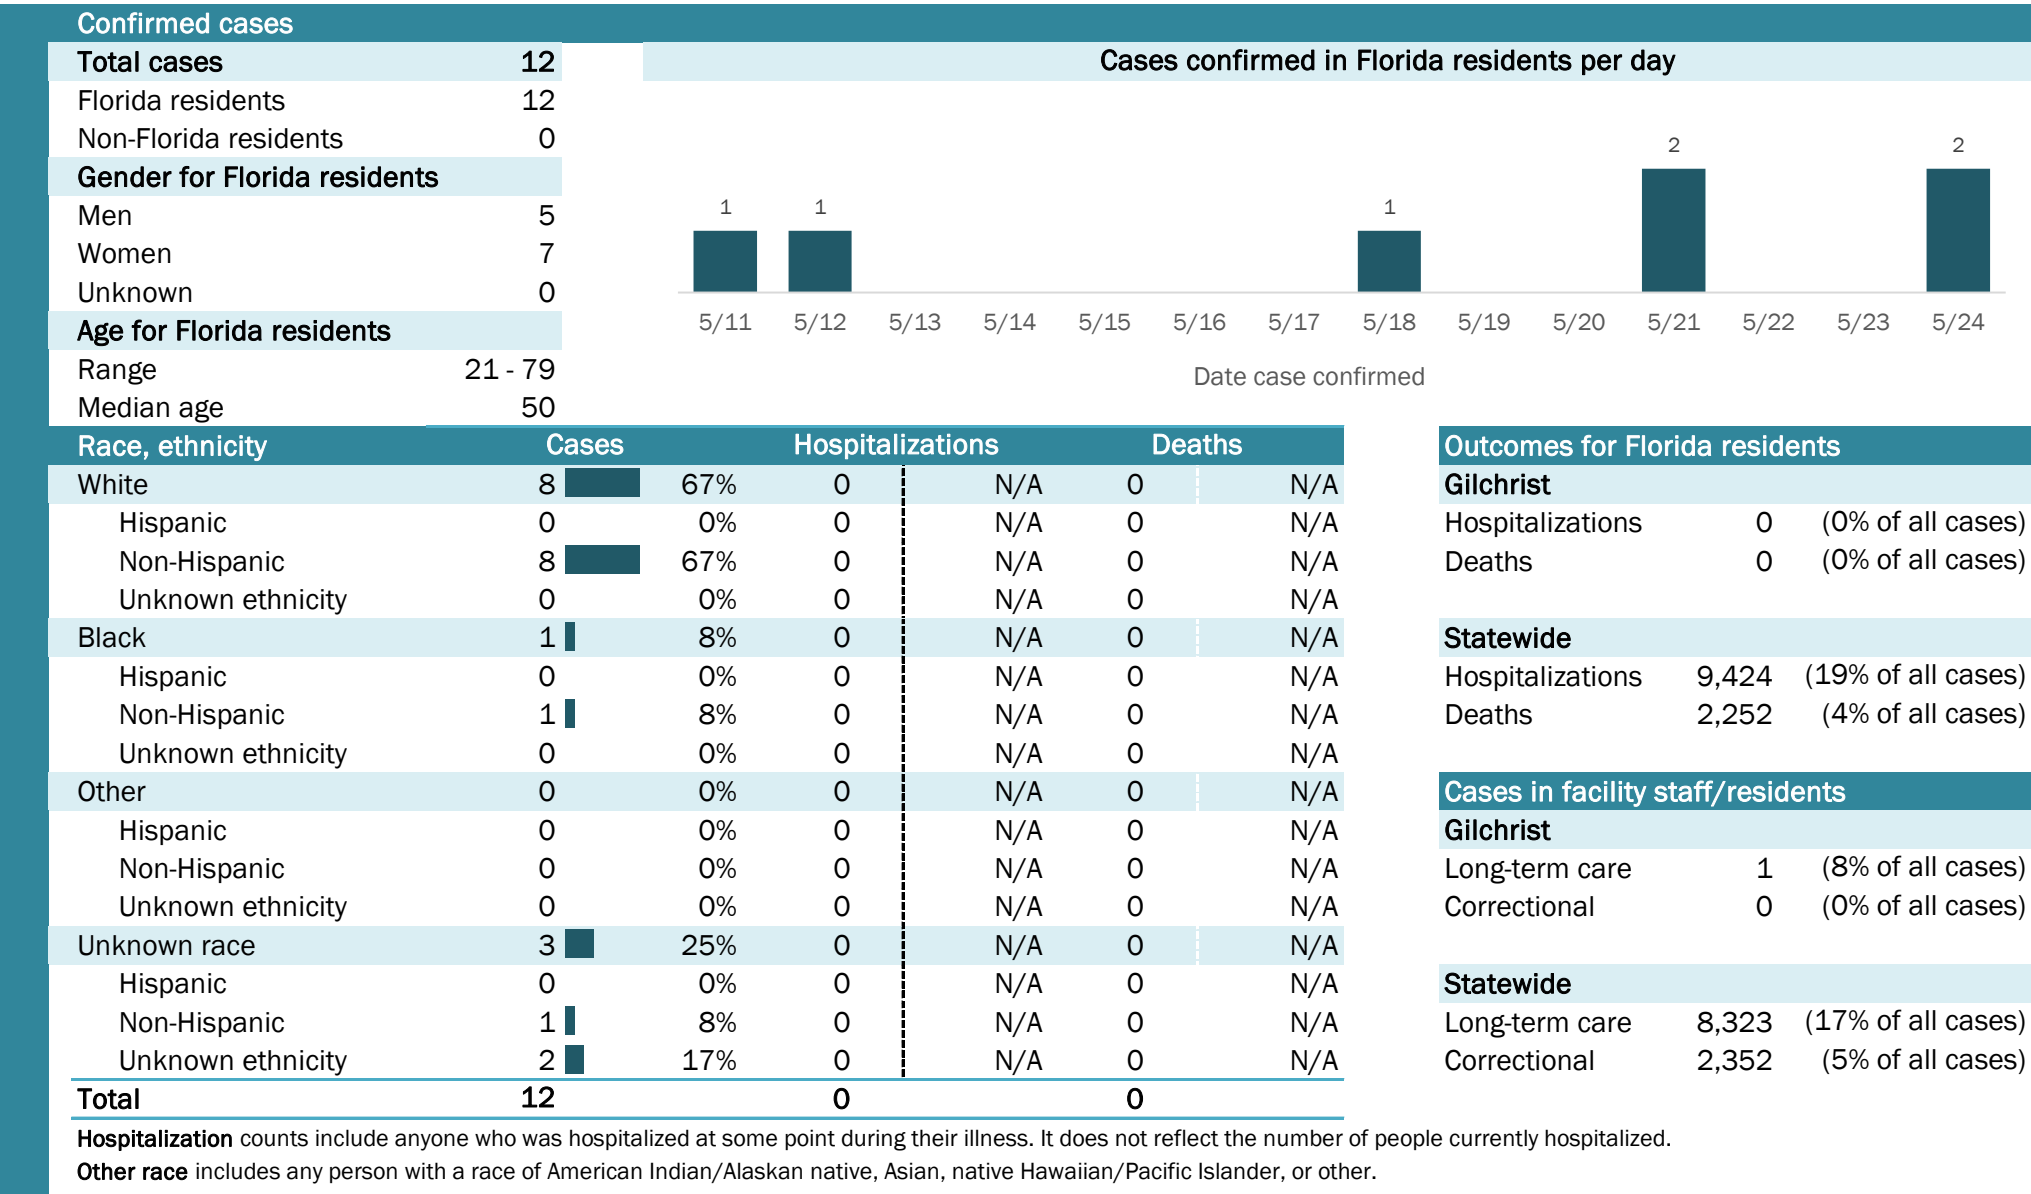 Confirmed cases
Total cases 12
Florida residents 12
Non-Florida residents 0
Gender for Florida residents
Men 5
Women 7
Unknown 0
Age for Florida residents
Range 21 - 79
Median age 50
Cases confirmed in Florida residents per day
1 1 1 2 2
5/11 5/12 5/13 5/14 5/15 5/16 5/17 5/18 5/19 5/20 5/21 5/22 5/23 5/24
Date case confirmed
Race, ethnicity Cases Hospitalizations Deaths
White 8 67% 0 N/A 0 N/A
Hispanic 0 0% 0 N/A 0 N/A
Non-Hispanic 8 67% 0 N/A 0 N/A
Unknown ethnicity 0 0% 0 N/A 0 N/A
Black 1 8% 0 N/A 0 N/A
Hispanic 0 0% 0 N/A 0 N/A
Non-Hispanic 1 8% 0 N/A 0 N/A
Unknown ethnicity 0 0% 0 N/A 0 N/A
Other 0 0% 0 N/A 0 N/A
Hispanic 0 0% 0 N/A 0 N/A
Non-Hispanic 0 0% 0 N/A 0 N/A
Unknown ethnicity 0 0% 0 N/A 0 N/A
Unknown race 3 25% 0 N/A 0 N/A
Hispanic 0 0% 0 N/A 0 N/A
Non-Hispanic 1 8% 0 N/A 0 N/A
Unknown ethnicity 2 17% 0 N/A 0 N/A
Total 12 0 0
Outcomes for Florida residents
Gilchrist
Hospitalizations 0 (0% of all cases)
Deaths 0 (0% of all cases)
Statewide
Hospitalizations 9,424 (19% of all cases)
Deaths 2,252 (4% of all cases)
Cases in facility staff/residents
Gilchrist
Long-term care 1 (8% of all cases)
Correctional 0 (0% of all cases)
Statewide
Long-term care 8,323 (17% of all cases)
Correctional 2,352 (5% of all cases)
Hospitalization counts include anyone who was hospitalized at some point during their illness. It does not reflect the number of people currently hospitalized.
Other race includes any person with a race of American Indian/Alaskan native, Asian, native Hawaiian/Pacific Islander, or other.